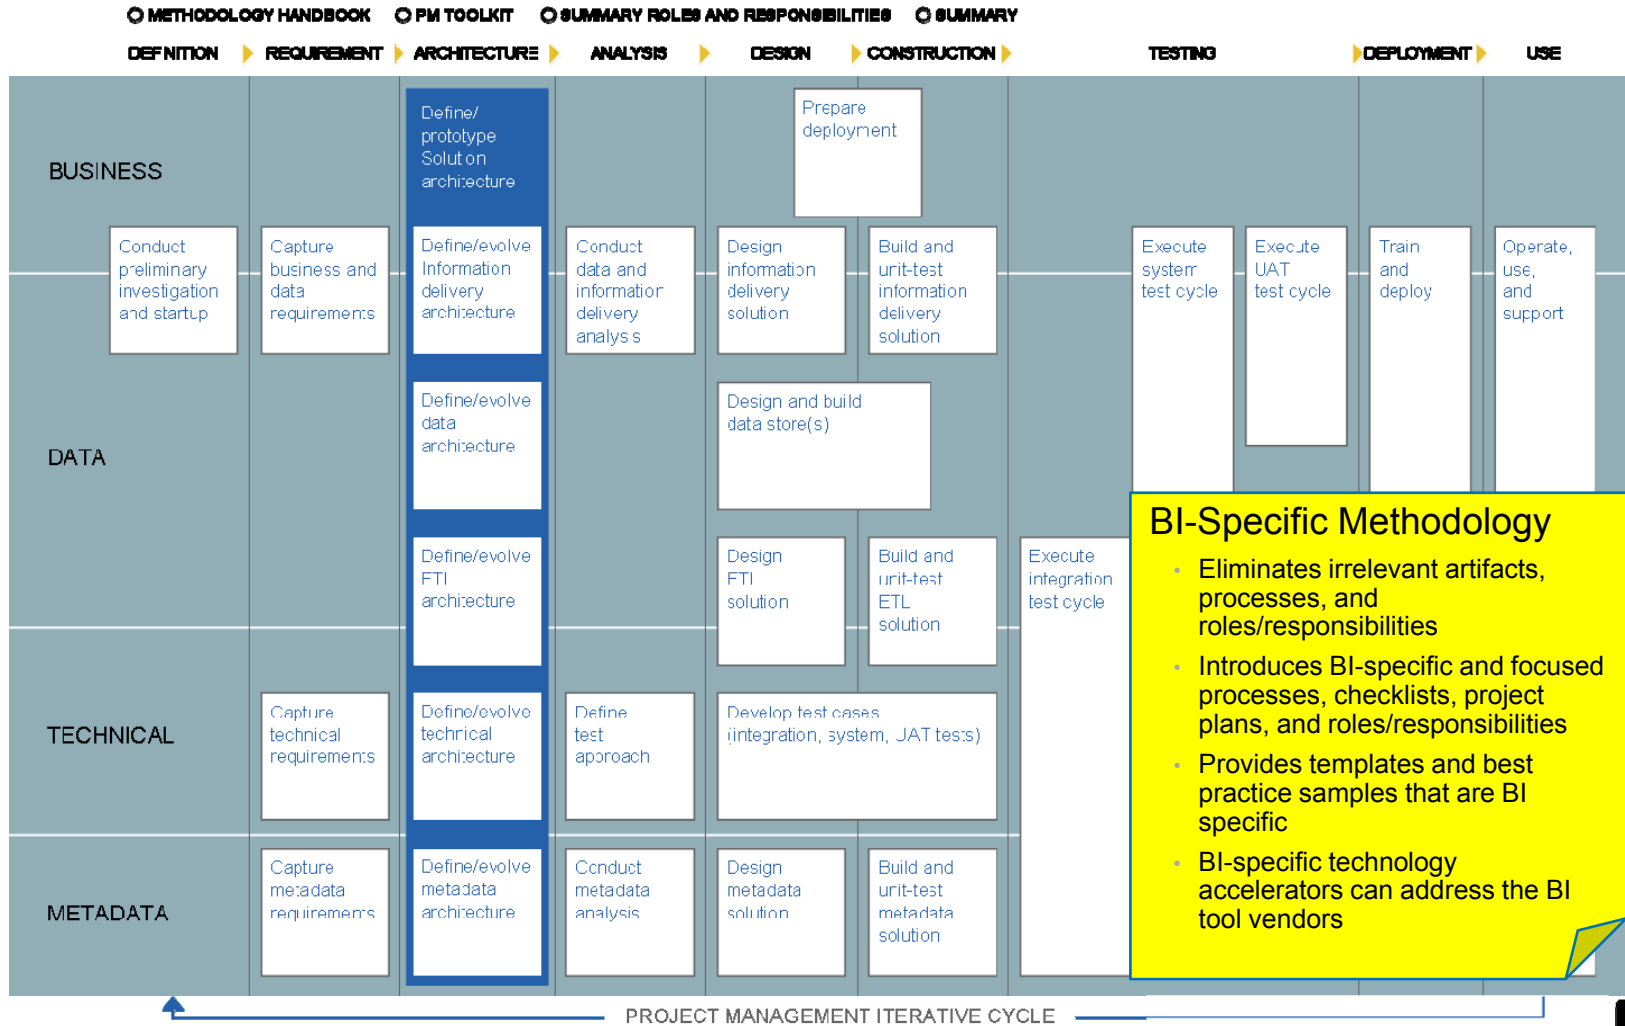 METHODOLOGY HANDBOOK PM TOOLKIT SUMMARY ROLES AND RESPONSIBILITIES SUMMARY
DEFINITION REQUIREMENT ARCHITECTURE ANALYSIS DESIGN CONSTRUCTION TESTING DEPLOYMENT USE
BUSINESS
Define/
prototype
Solution
architecture
Prepare
deployment
Conduct
preliminary
investigation
and startup
Capture
business and
data
requirements
Define/evolve
Information
delivery
architecture
Conduct
data and
information
delivery
analysis
Design
information
delivery
solution
Build and
unit-test
information
delivery
solution
Execute
system
test cycle
Execute
UAT
test cycle
Train
and
deploy
Operate,
use,
and
support
DATA
Define/evolve
data
architecture
Design and build
data store(s)
Define/evolve
ETL
architecture
Design
ETL
solution
Build and
unit-test
ETL
solution
Execute
integration
test cycle
TECHNICAL
Capture
technical
requirements
Define/evolve
technical
architecture
Define
test
approach
Develop test cases
(integration, system, UAT tests)
METADATA
Capture
metadata
requirements
Define/evolve
metadata
architecture
Conduct
metadata
analysis
Design
metadata
solution
Build and
unit-test
metadata
solution
BI-Specific Methodology
• Eliminates irrelevant artifacts,
processes, and
roles/responsibilities
• Introduces BI-specific and focused
processes, checklists, project
plans, and roles/responsibilities
• Provides templates and best
practice samples that are BI
specific
• BI-specific technology
accelerators can address the BI
tool vendors
PROJECT MANAGEMENT ITERATIVE CYCLE